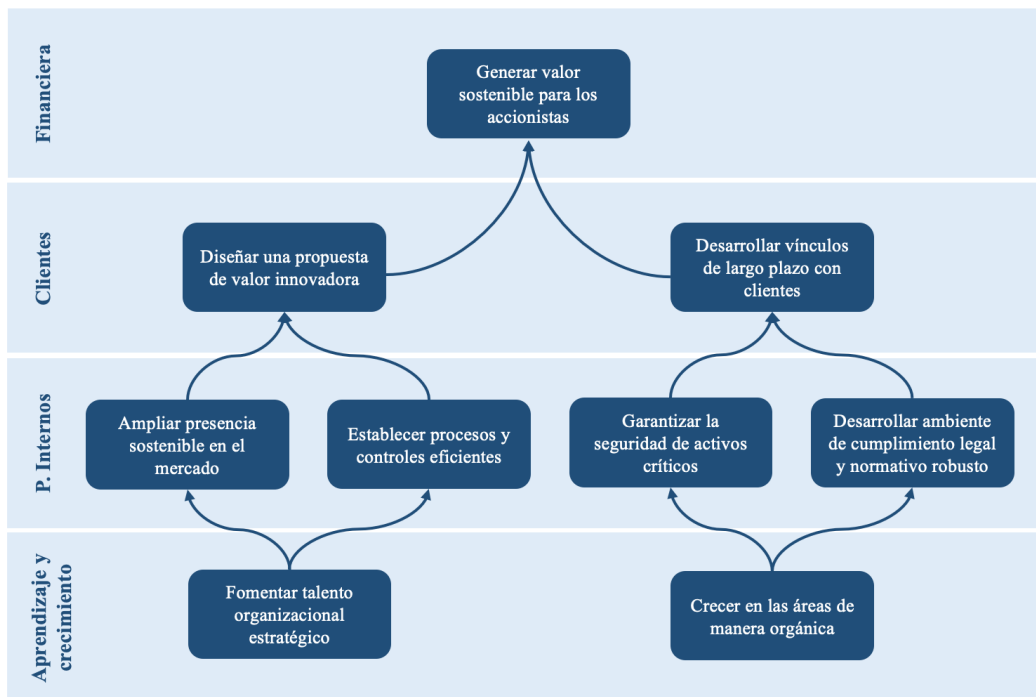 Financiera
Generar valor
sostenible para los
accionistas
Clientes
Diseñar una propuesta
de valor innovadora
Desarrollar vínculos
de largo plazo con
clientes
P. Internos
Ampliar presencia
sostenible en el
mercado
Establecer procesos y
controles eficientes
Garantizar la
seguridad de activos
críticos
Desarrollar ambiente
de cumplimiento legal
y normativo robusto
Aprendizaje y
crecimiento
Fomentar talento
organizacional
estratégico
Crecer en las áreas de
manera orgánica